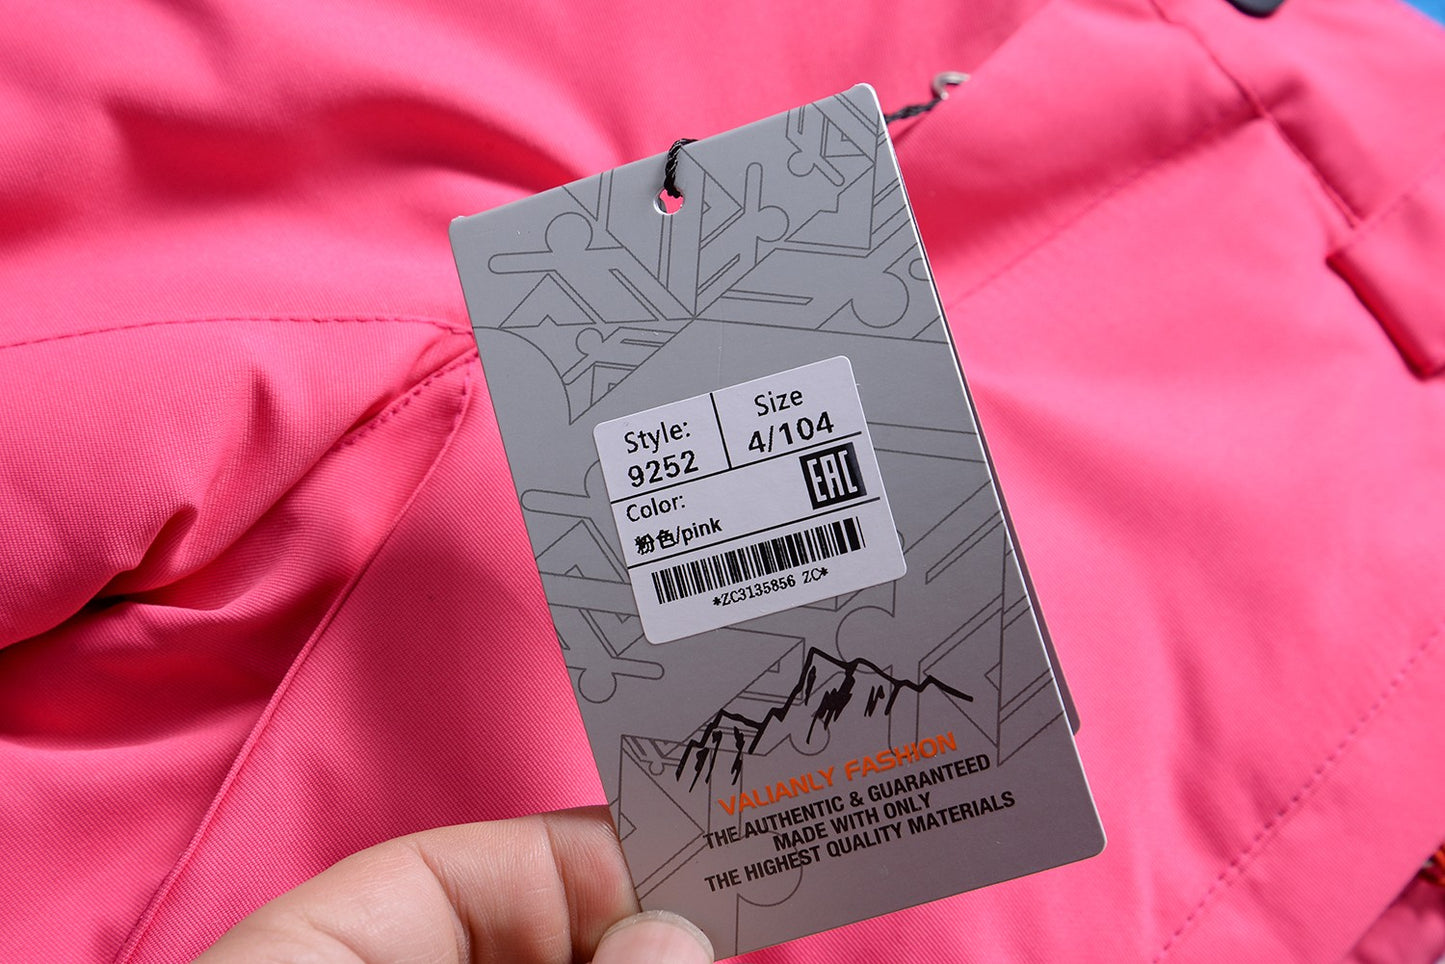 Style:
9252
Size
4/104
Color:
粉色/pink
EAC
*ZC3135856 ZC*
VALIANLY FASHION
THE AUTHENTIC & GUARANTEED
MADE WITH ONLY
THE HIGHEST QUALITY MATERIALS